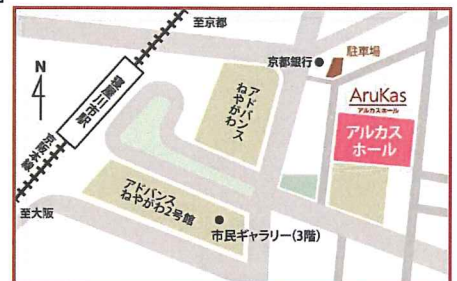 至京都
N
寝屋川市駅
京阪本線
至大阪
アドバンス
ねやがわ
アドバンス
ねやがわ2号館
市民ギャラリー(3階)
京都銀行
駐車場
AruKas
アルカスホール
アルカス
ホール